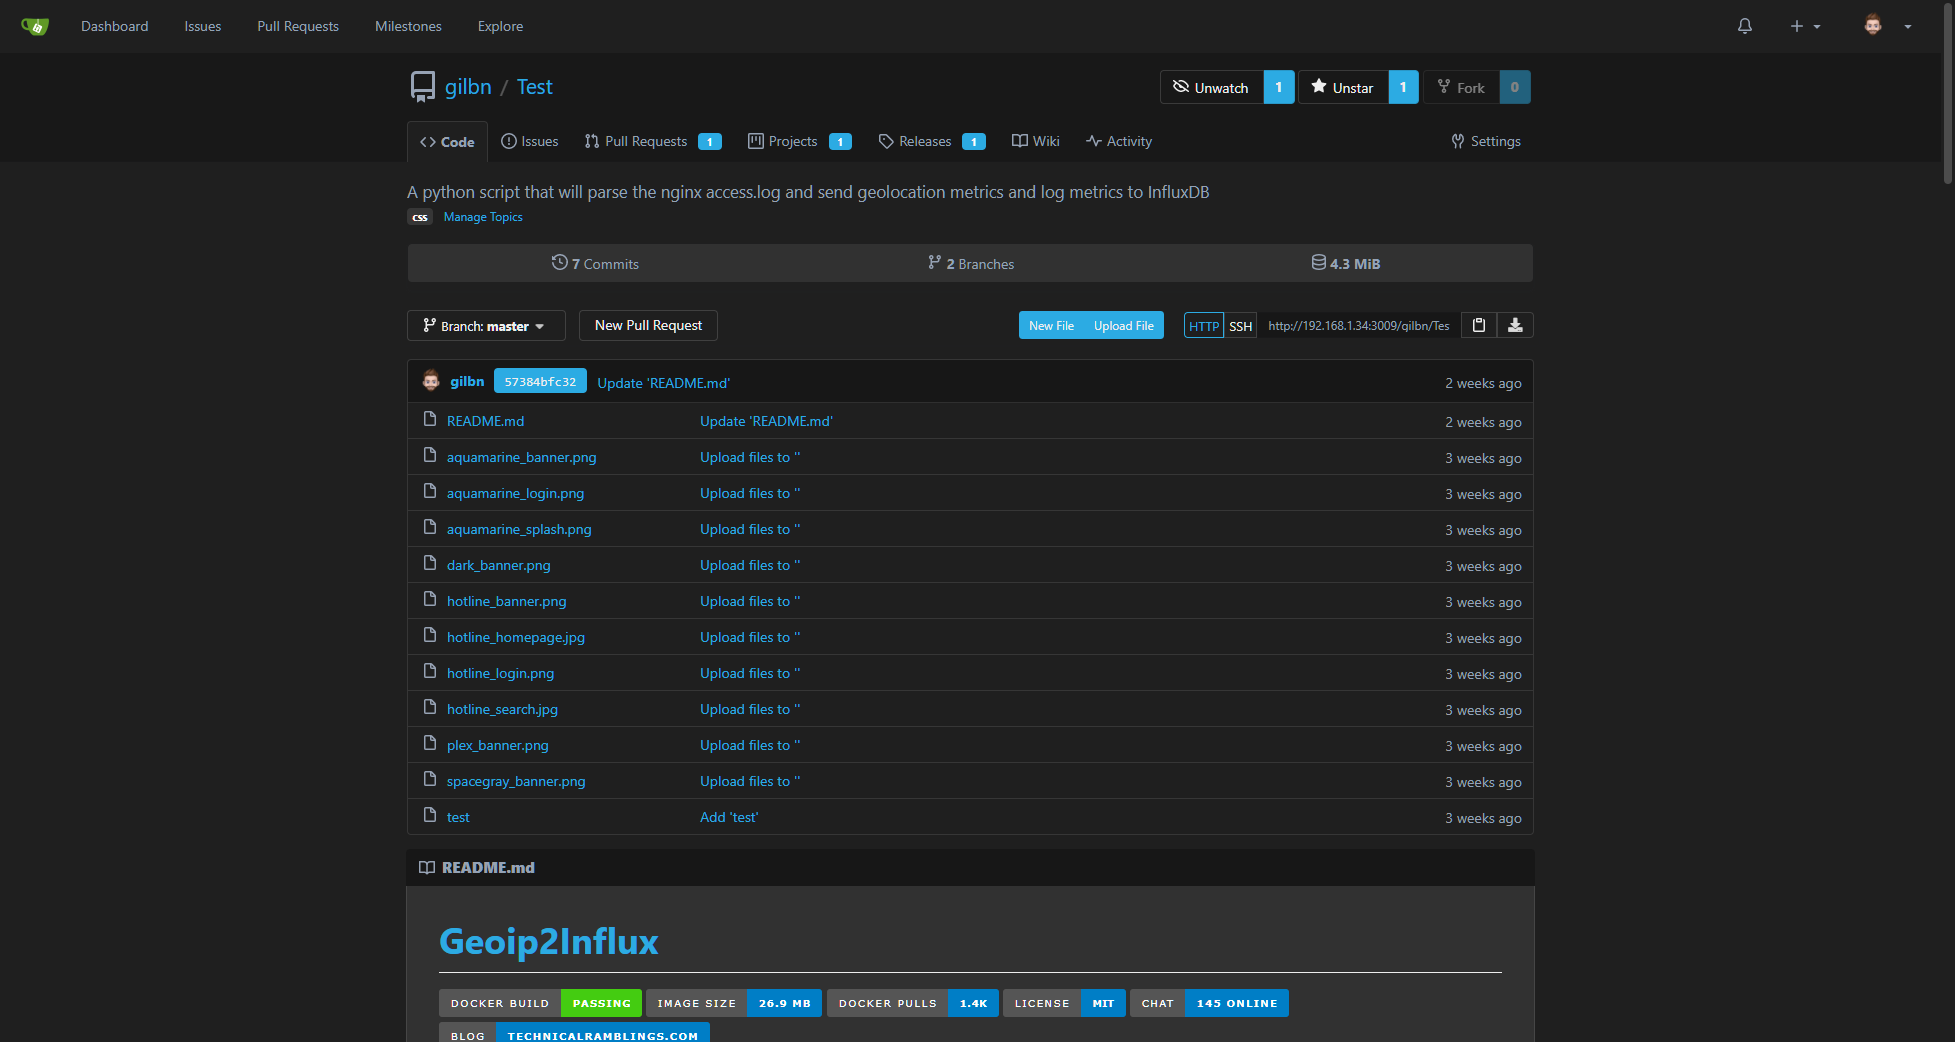 Dashboard Issues Pull Requests Milestones Explore
gilbn / Test Unwatch 1 Unstar 1 Fork 0
Code Issues Pull Requests 1 Projects 1 Releases 1 Wiki Activity Settings
A python script that will parse the nginx access.log and send geolocation metrics and log metrics to InfluxDB
css Manage Topics
7 Commits 2 Branches 4.3 MiB
Branch: master New Pull Request New File Upload File HTTP SSH http://192.168.1.34:3009/gilbn/Tes
gilbn 57384bfc32 Update 'README.md' 2 weeks ago
README.md Update 'README.md' 2 weeks ago
aquamarine_banner.png Upload files to '' 3 weeks ago
aquamarine_login.png Upload files to '' 3 weeks ago
aquamarine_splash.png Upload files to '' 3 weeks ago
dark_banner.png Upload files to '' 3 weeks ago
hotline_banner.png Upload files to '' 3 weeks ago
hotline_homepage.jpg Upload files to '' 3 weeks ago
hotline_login.png Upload files to '' 3 weeks ago
hotline_search.jpg Upload files to '' 3 weeks ago
plex_banner.png Upload files to '' 3 weeks ago
spacegray_banner.png Upload files to '' 3 weeks ago
test Add 'test' 3 weeks ago
README.md
Geoip2Influx
DOCKER BUILD PASSING IMAGE SIZE 26.9 MB DOCKER PULLS 1.4K LICENSE MIT CHAT 145 ONLINE
BLOG TECHNICALRAMBLINGS.COM